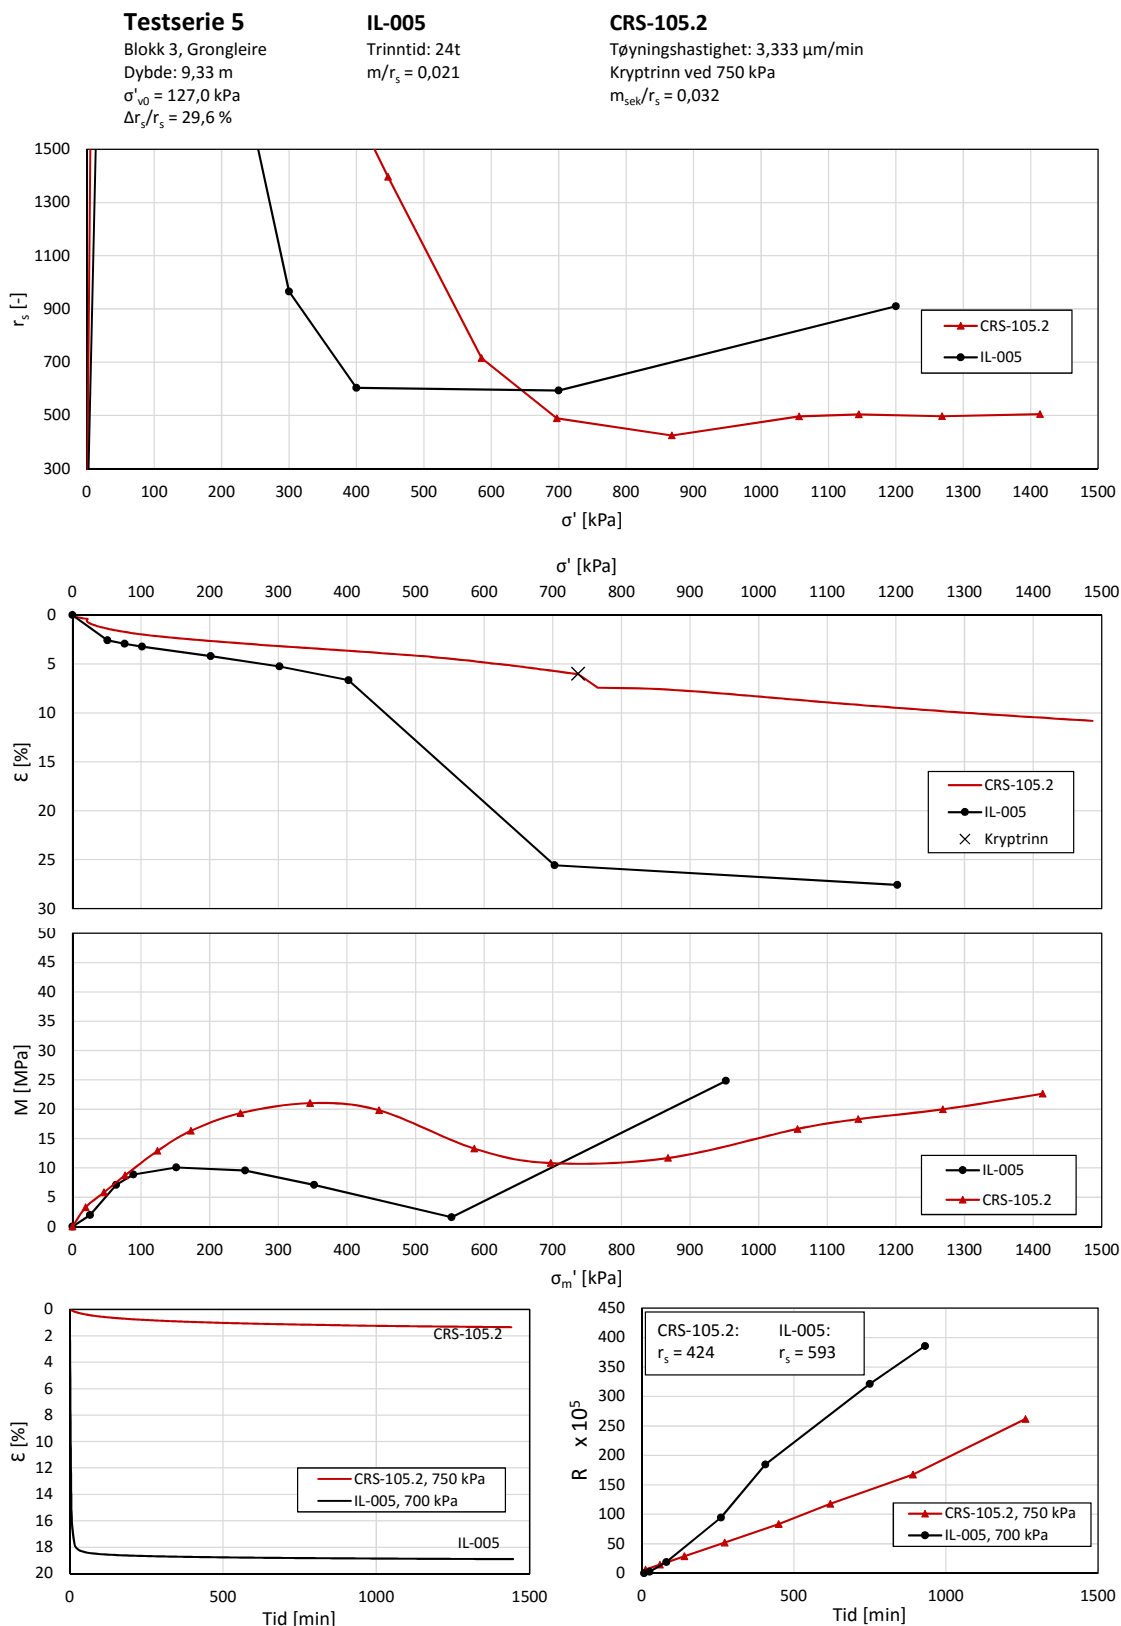 Testserie 5
Blokk 3, Grongleire
Dybde: 9,33 m
σ'v0 = 127,0 kPa
Δrs/rs = 29,6 %
IL-005
Trinntid: 24t
m/rs = 0,021
CRS-105.2
Tøyningshastighet: 3,333 µm/min
Kryptrinn ved 750 kPa
msek/rs = 0,032
1500
1300
1100
900
700
500
300
rs [-]
CRS-105.2
IL-005
0 100 200 300 400 500 600 700 800 900 1000 1100 1200 1300 1400 1500
σ' [kPa]
σ' [kPa]
0 100 200 300 400 500 600 700 800 900 1000 1100 1200 1300 1400 1500
0
5
10
15
20
25
30
Ɛ [%]
CRS-105.2
IL-005
Kryptrinn
50
45
40
35
30
25
20
15
10
5
0
M [MPa]
IL-005
CRS-105.2
0 100 200 300 400 500 600 700 800 900 1000 1100 1200 1300 1400 1500
σm' [kPa]
0
2
4
6
8
10
12
14
16
18
20
Ɛ [%]
CRS-105.2
CRS-105.2, 750 kPa
IL-005, 700 kPa
IL-005
0 500 1000 1500
Tid [min]
450
400
350
300
250
200
150
100
50
0
R x 10⁵
CRS-105.2: IL-005:
rs = 424 rs = 593
CRS-105.2, 750 kPa
IL-005, 700 kPa
0 500 1000 1500
Tid [min]